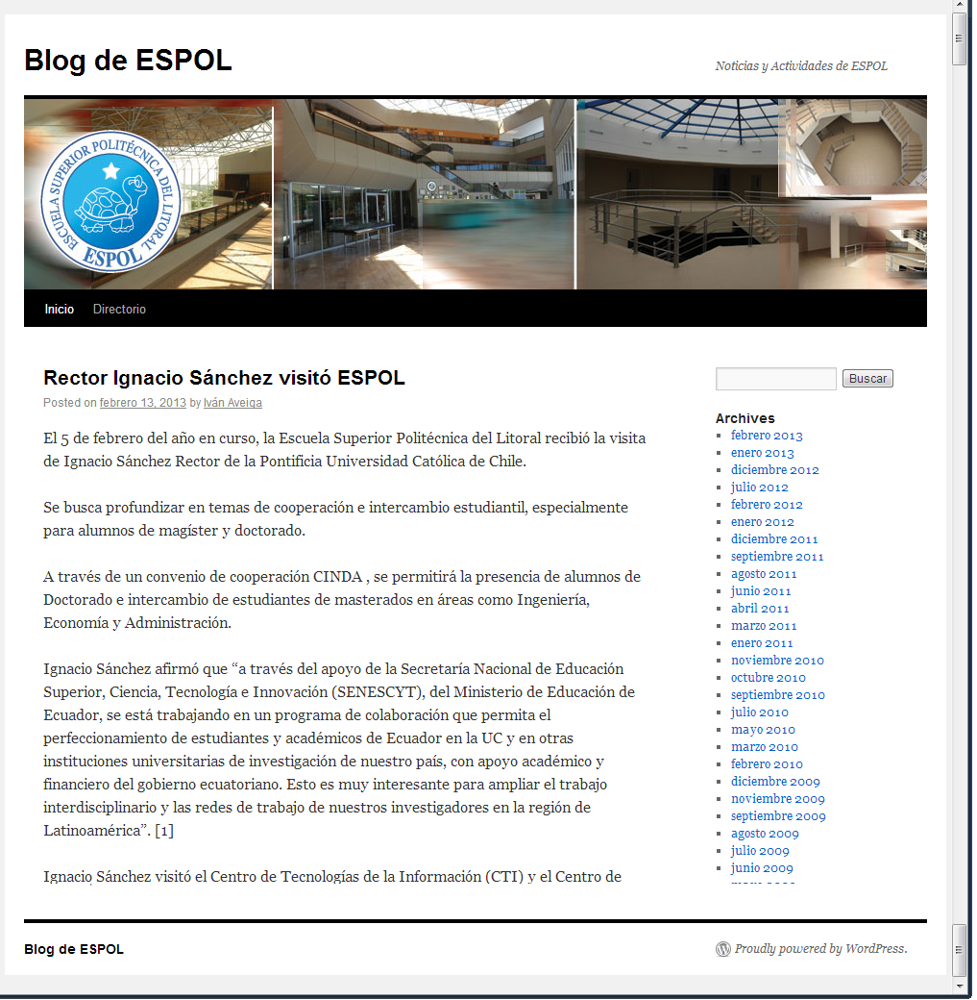 Blog de ESPOL
Noticias y Actividades de ESPOL
ESCUELA SUPERIOR POLITÉCNICA DEL LITORAL
ESPOL
Inicio
Directorio
Rector Ignacio Sánchez visitó ESPOL
Posted on febrero 13, 2013 by Iván Aveiga
El 5 de febrero del año en curso, la Escuela Superior Politécnica del Litoral recibió la visita
de Ignacio Sánchez Rector de la Pontificia Universidad Católica de Chile.
Se busca profundizar en temas de cooperación e intercambio estudiantil, especialmente
para alumnos de magíster y doctorado.
A través de un convenio de cooperación CINDA , se permitirá la presencia de alumnos de
Doctorado e intercambio de estudiantes de masterados en áreas como Ingeniería,
Economía y Administración.
Ignacio Sánchez afirmó que “a través del apoyo de la Secretaría Nacional de Educación
Superior, Ciencia, Tecnología e Innovación (SENESCYT), del Ministerio de Educación de
Ecuador, se está trabajando en un programa de colaboración que permita el
perfeccionamiento de estudiantes y académicos de Ecuador en la UC y en otras
instituciones universitarias de investigación de nuestro país, con apoyo académico y
financiero del gobierno ecuatoriano. Esto es muy interesante para ampliar el trabajo
interdisciplinario y las redes de trabajo de nuestros investigadores en la región de
Latinoamérica”. [1]
Ignacio Sánchez visitó el Centro de Tecnologías de la Información (CTI) y el Centro de
Buscar
Archives
febrero 2013
enero 2013
diciembre 2012
julio 2012
febrero 2012
enero 2012
diciembre 2011
septiembre 2011
agosto 2011
junio 2011
abril 2011
marzo 2011
enero 2011
noviembre 2010
octubre 2010
septiembre 2010
julio 2010
mayo 2010
marzo 2010
febrero 2010
diciembre 2009
noviembre 2009
septiembre 2009
agosto 2009
julio 2009
junio 2009
Blog de ESPOL
Proudly powered by WordPress.